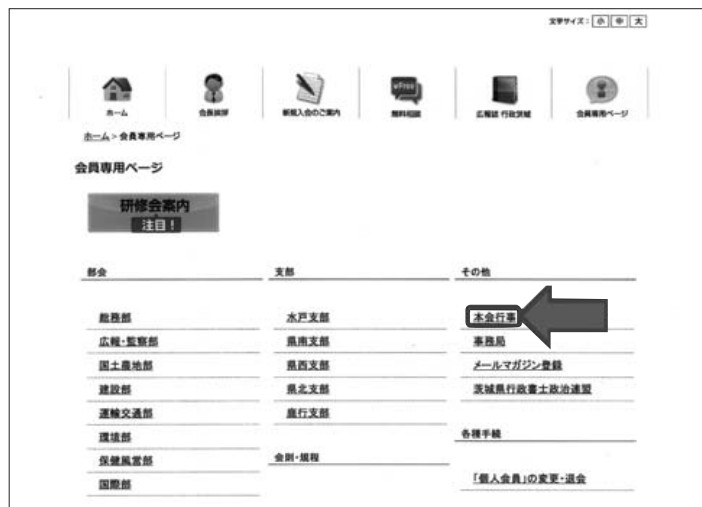 文字サイズ： 小 中 大
Free
ホーム
会長挨拶
新規入会のご案内
無料相談
広報誌 行政茨城
会員専用ページ
ホーム > 会員専用ページ
会員専用ページ
研修会案内
注目！
部会
総務部
広報・監察部
国土農地部
建設部
運輸交通部
環境部
保健風営部
国際部
支部
水戸支部
県南支部
県西支部
県北支部
鹿行支部
会則・規程
その他
本会行事
事務局
メールマガジン登録
茨城県行政書士政治連盟
各種手続
「個人会員」の変更・退会